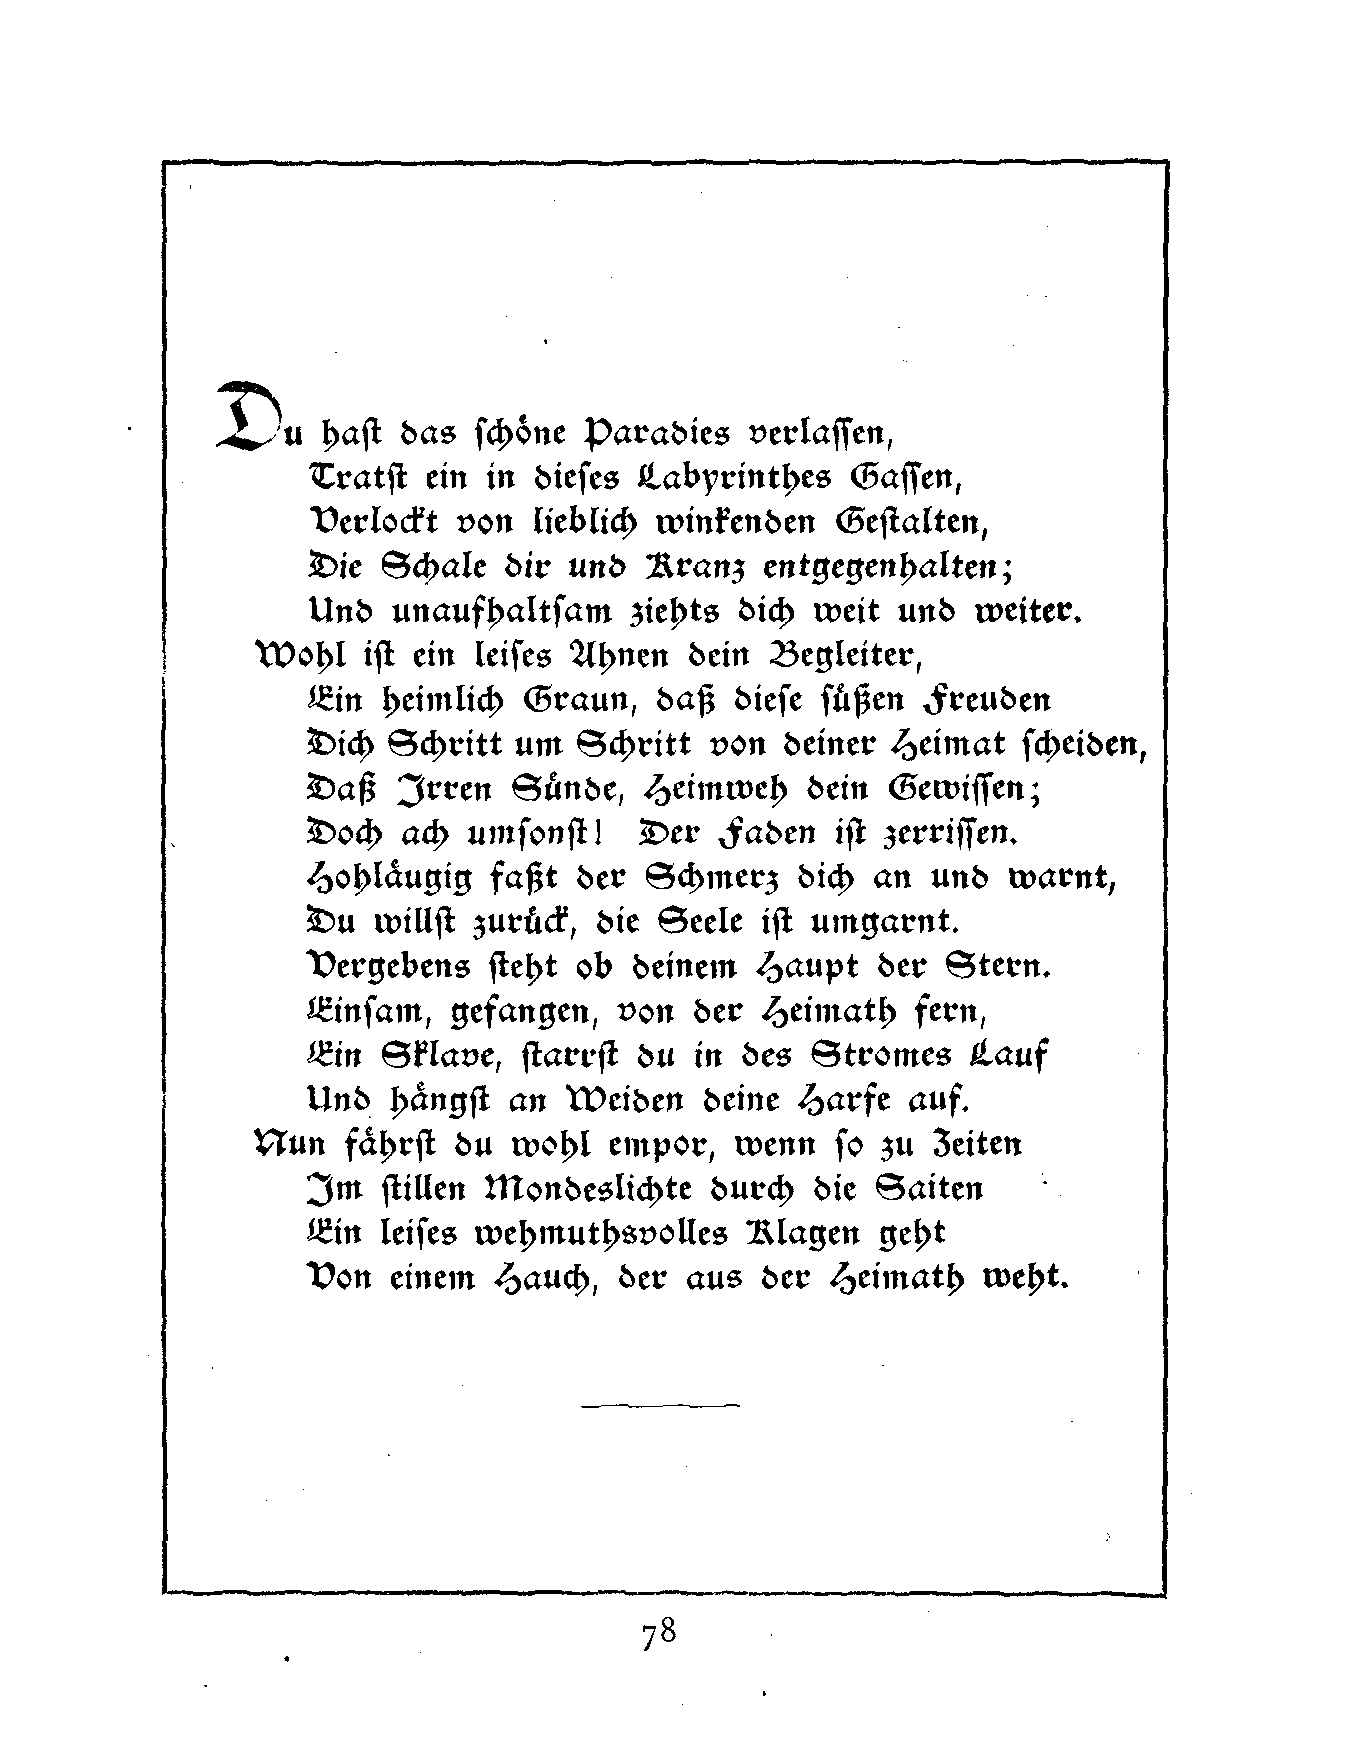 Du haſt das ſchöne Paradies verlaſſen,
Tratſt ein in dieſes Labyrinthes Gaſſen,
Verlockt von lieblich winkenden Geſtalten,
Die Schale dir und Kranz entgegenhalten;
Und unaufhaltſam ziehts dich weit und weiter.
Wohl iſt ein leiſes Ahnen dein Begleiter,
Ein heimlich Graun, daß dieſe ſüßen Freuden
Dich Schritt um Schritt von deiner Heimat ſcheiden,
Daß Irren Sünde, Heimweh dein Gewiſſen;
Doch ach umſonſt! Der Faden iſt zerriſſen.
Hohläugig faßt der Schmerz dich an und warnt,
Du willſt zurück, die Seele iſt umgarnt.
Vergebens ſteht ob deinem Haupt der Stern.
Einſam, gefangen, von der Heimath fern,
Ein Sklave, ſtarrſt du in des Stromes Lauf
Und hängſt an Weiden deine Harfe auf.
Nun fährſt du wohl empor, wenn ſo zu Zeiten
Im ſtillen Mondeslichte durch die Saiten
Ein leiſes wehmuthsvolles Klagen geht
Von einem Hauch, der aus der Heimath weht.
78